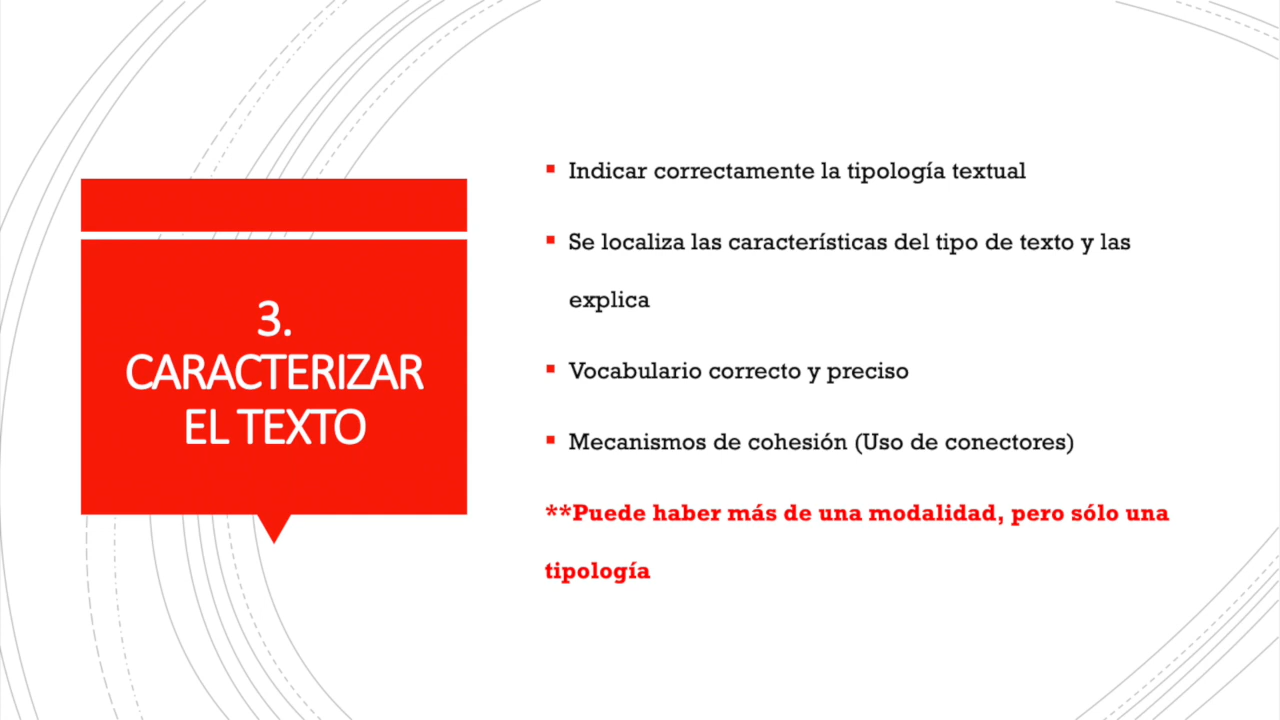 3.
CARACTERIZAR
EL TEXTO
Indicar correctamente la tipología textual
Se localiza las características del tipo de texto y las
explica
Vocabulario correcto y preciso
Mecanismos de cohesión (Uso de conectores)
**Puede haber más de una modalidad, pero sólo una
tipología